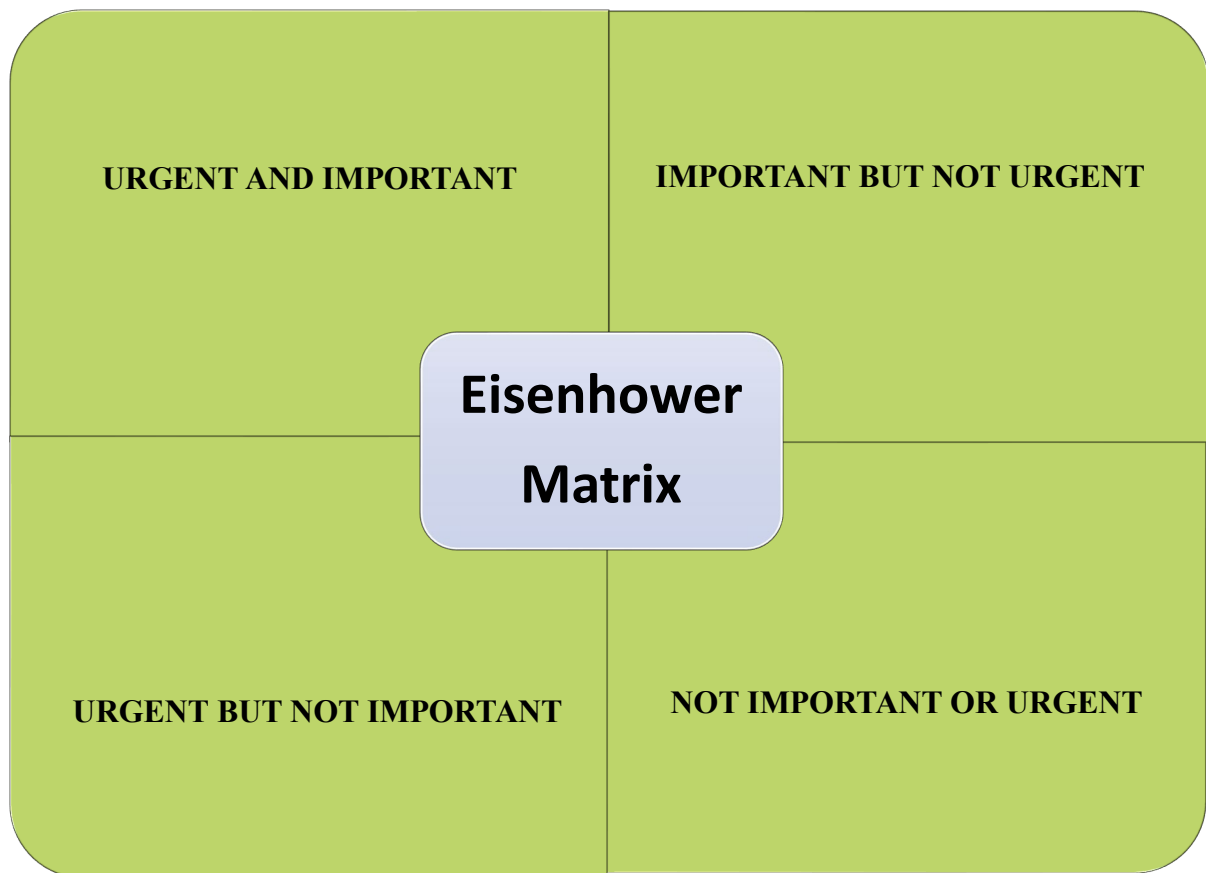 URGENT AND IMPORTANT
IMPORTANT BUT NOT URGENT
Eisenhower
Matrix
URGENT BUT NOT IMPORTANT
NOT IMPORTANT OR URGENT